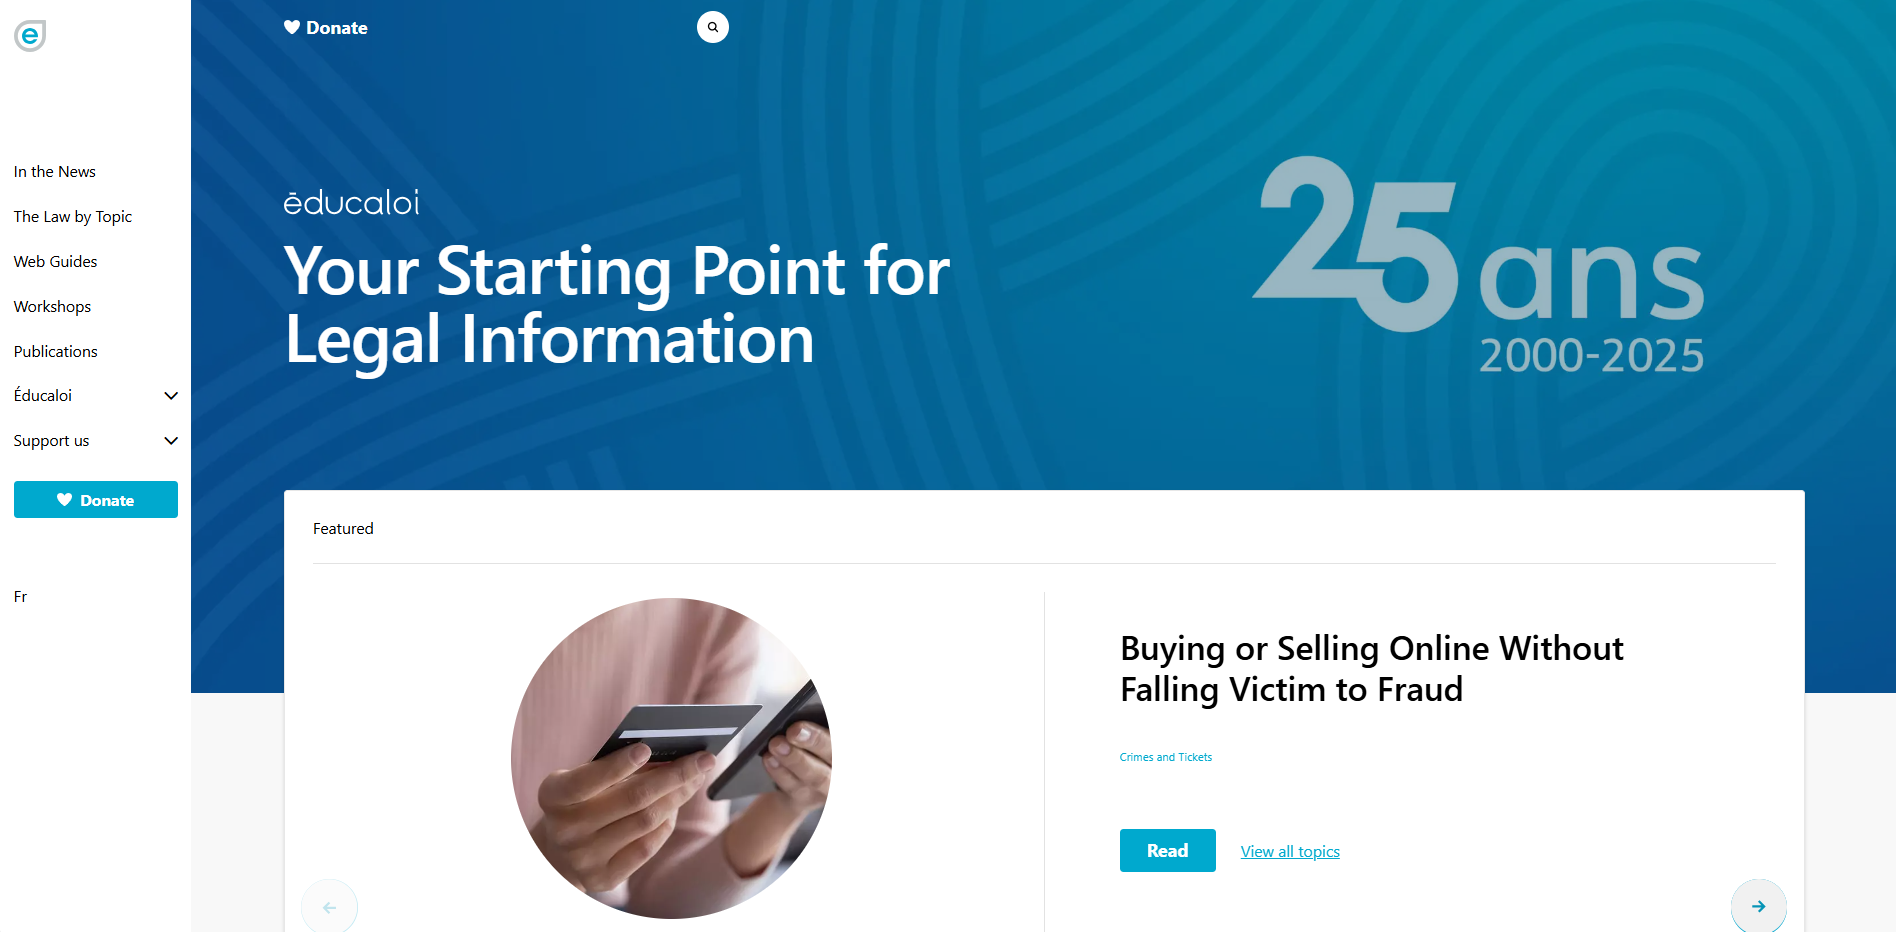 e
In the News
The Law by Topic
Web Guides
Workshops
Publications
Éducaloi
Support us
Donate
Fr
Donate
ēducaloi
Your Starting Point for
Legal Information
25 ans
2000-2025
Featured
Buying or Selling Online Without
Falling Victim to Fraud
Crimes and Tickets
Read View all topics